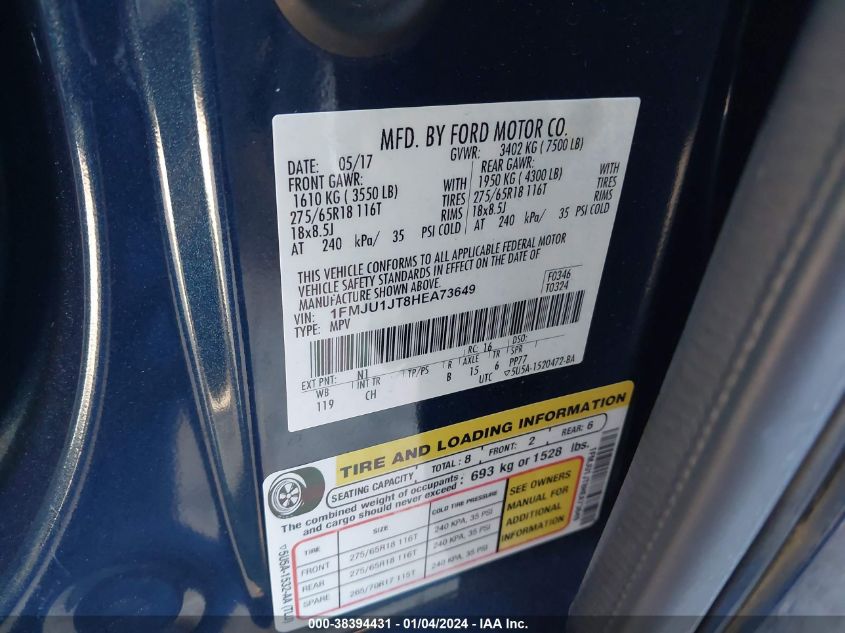 MFD. BY FORD MOTOR CO.
DATE: 05/17 GVWR: 3402 KG ( 7500 LB)
FRONT GAWR: REAR GAWR:
1610 KG ( 3550 LB) WITH 1950 KG ( 4300 LB) WITH
275/65R18 116T TIRES 275/65R18 116T TIRES
18x8.5J RIMS 18x8.5J RIMS
AT 240 kPa/ 35 PSI COLD AT 240 kPa/ 35 PSI COLD
THIS VEHICLE CONFORMS TO ALL APPLICABLE FEDERAL MOTOR
VEHICLE SAFETY STANDARDS IN EFFECT ON THE DATE OF
MANUFACTURE SHOWN ABOVE.
F0346
T0324
VIN: 1FMJU1JT8HEA73649
TYPE: MPV
EXT PNT: N1 RC: 16 DSO:
WB INT TR TP/PS R AXLE TR SPR
119 CH B 15 6 PP77
UTC ▽5U5A-1520472-BA
TIRE AND LOADING INFORMATION
SEATING CAPACITY, TOTAL : 8 FRONT: 2 REAR: 6
The combined weight of occupants
and cargo should never exceed : 693 kg or 1528 lbs.
TIRE SIZE COLD TIRE PRESSURE
FRONT 275/65R18 116T 240 KPA, 35 PSI
REAR 275/65R18 116T 240 KPA, 35 PSI
SPARE 265/70R17 115T 240 KPA, 35 PSI
SEE OWNERS
MANUAL FOR
ADDITIONAL
INFORMATION
▽5U5A-1532-AA (TLU)
1FMJU1JT8HEA73649
000-38394431 - 01/04/2024 - IAA Inc.